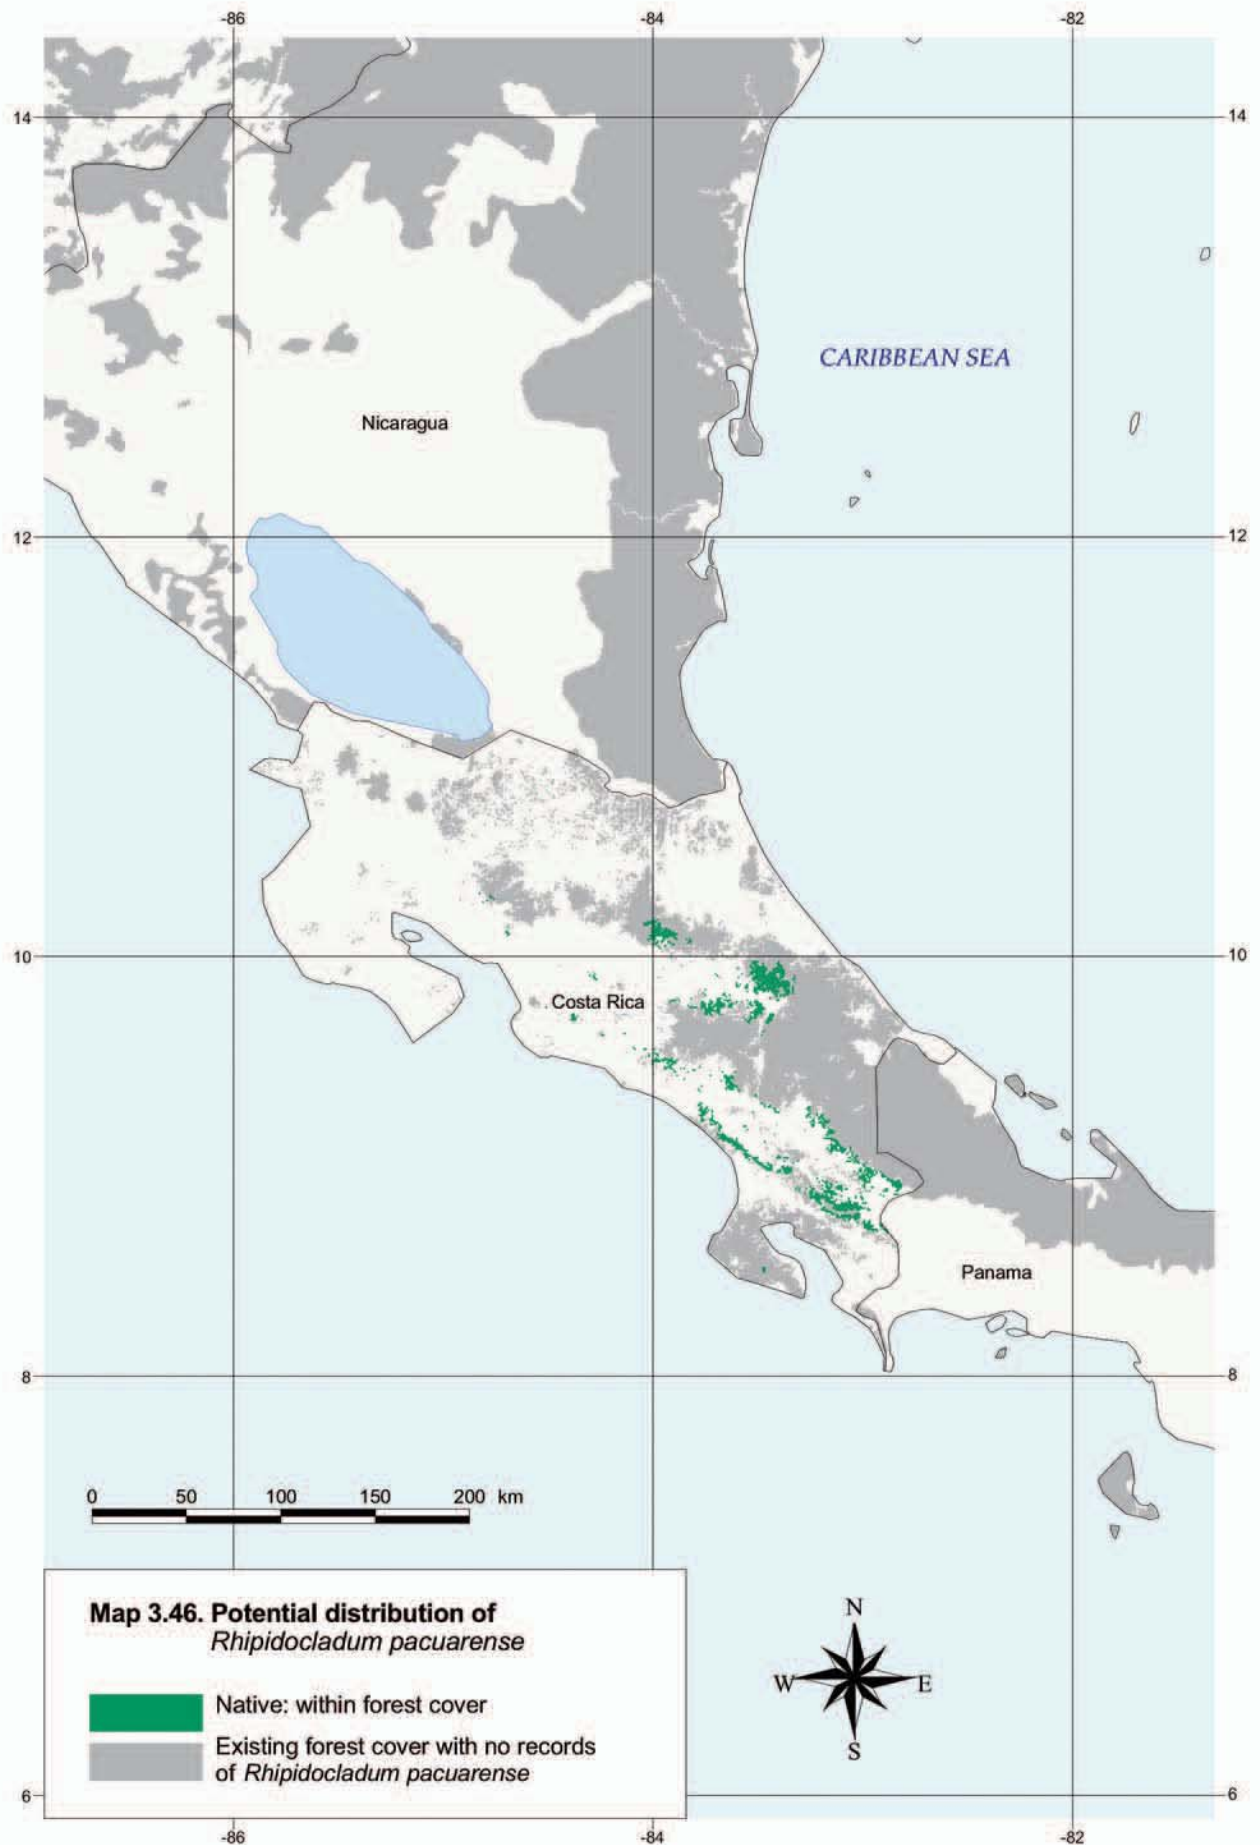 -86 -84 -82
14 14
CARIBBEAN SEA
Nicaragua
12 12
10 10
Costa Rica
Panama
8 8
0 50 100 150 200 km
Map 3.46. Potential distribution of
Rhipidocladum pacuarense
Native: within forest cover
Existing forest cover with no records
of Rhipidocladum pacuarense
N
W E
S
6 6
-86 -84 -82